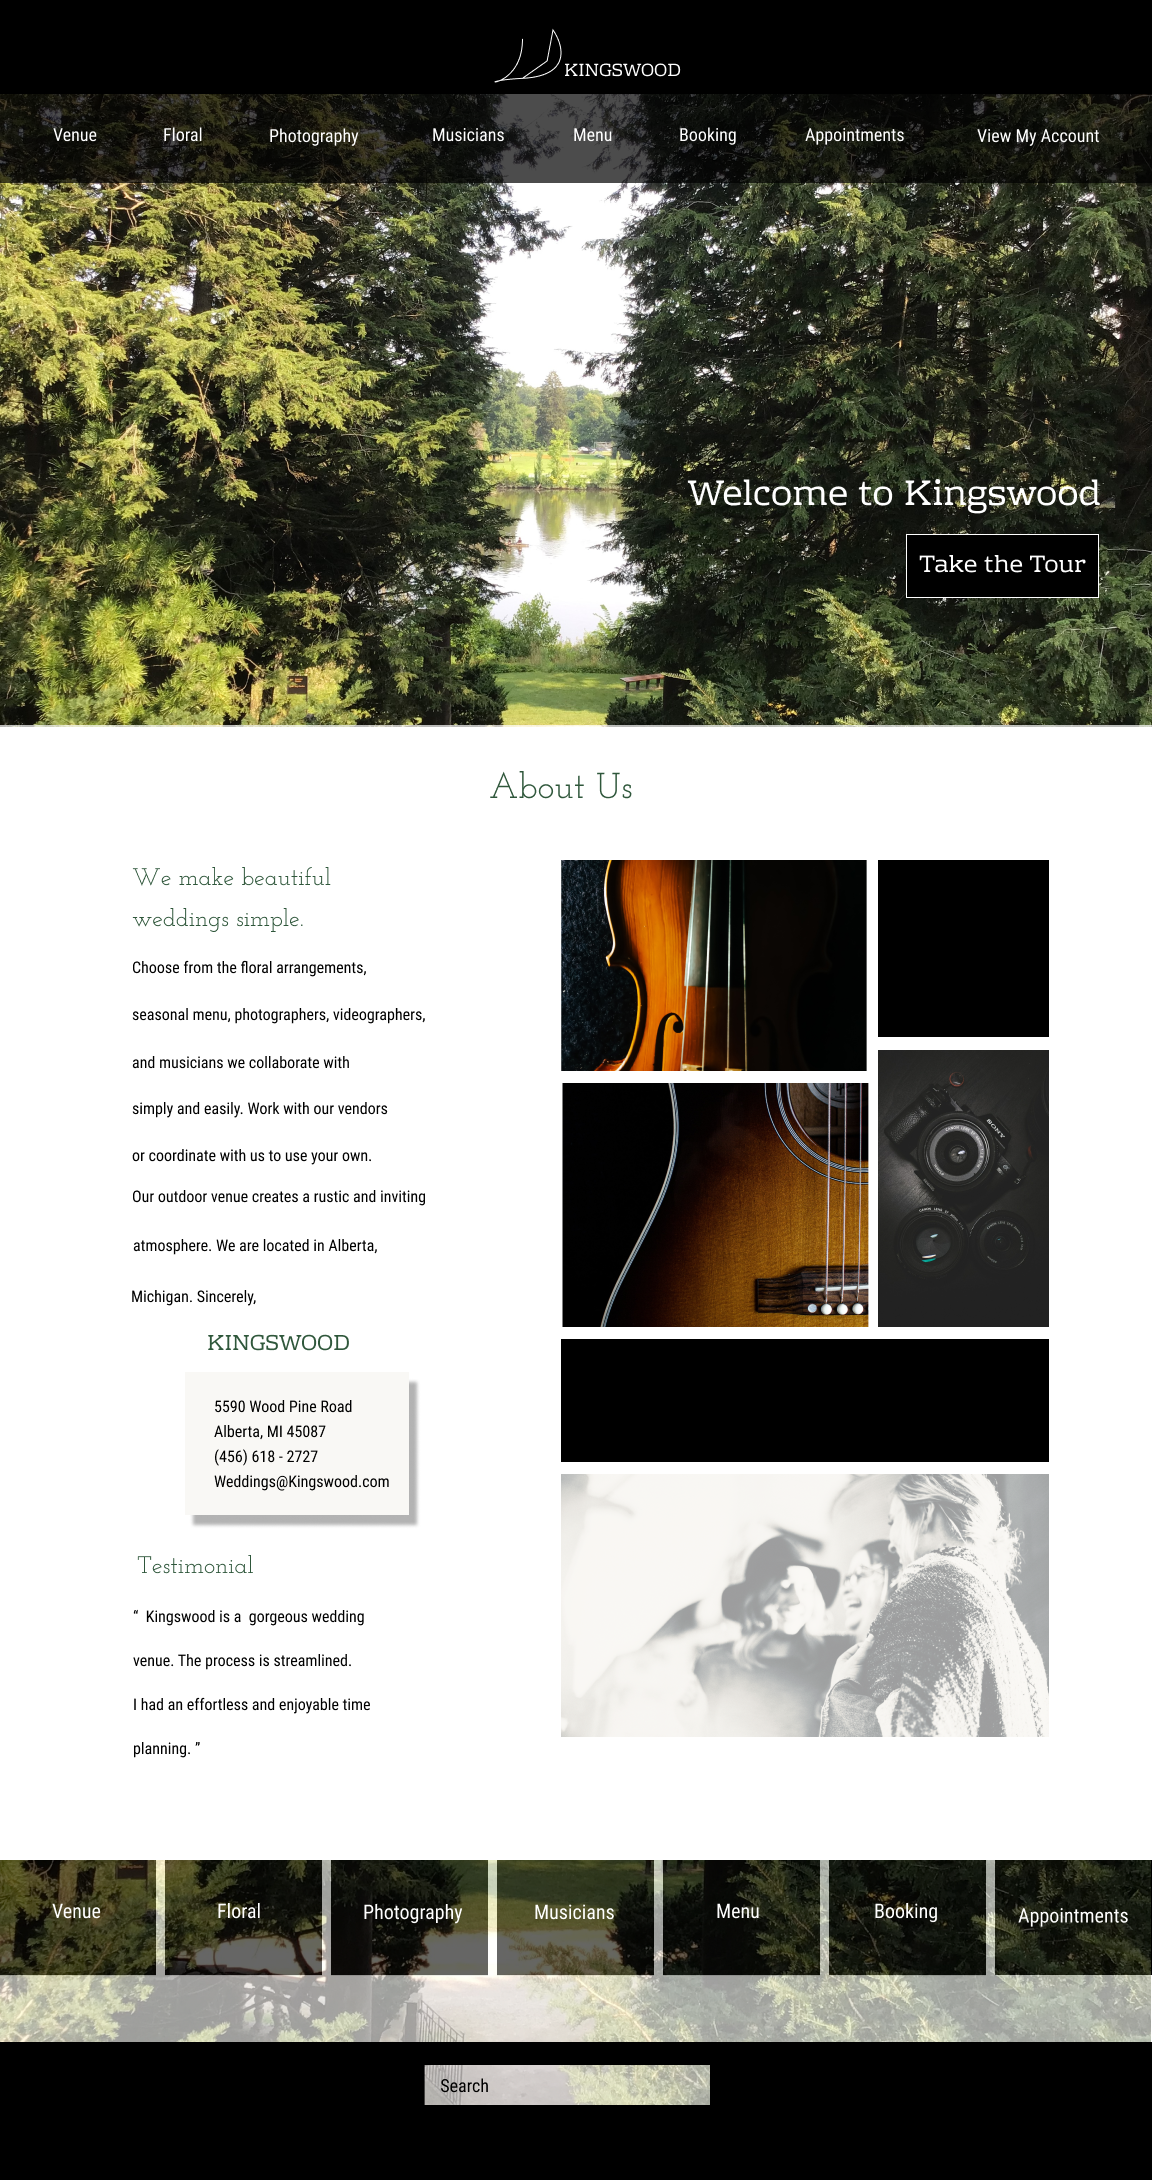 KINGSWOOD
Venue
Floral
Photography
Musicians
Menu
Booking
Appointments
View My Account
Welcome to Kingswood
Take the Tour
About Us
We make beautiful
weddings simple.
Choose from the floral arrangements,
seasonal menu, photographers, videographers,
and musicians we collaborate with
simply and easily. Work with our vendors
or coordinate with us to use your own.
Our outdoor venue creates a rustic and inviting
atmosphere. We are located in Alberta,
Michigan. Sincerely,
KINGSWOOD
5590 Wood Pine Road
Alberta, MI 45087
(456) 618 - 2727
Weddings@Kingswood.com
Testimonial
“ Kingswood is a gorgeous wedding
venue. The process is streamlined.
I had an effortless and enjoyable time
planning. ”
SONY
Venue
Floral
Photography
Musicians
Menu
Booking
Appointments
Search